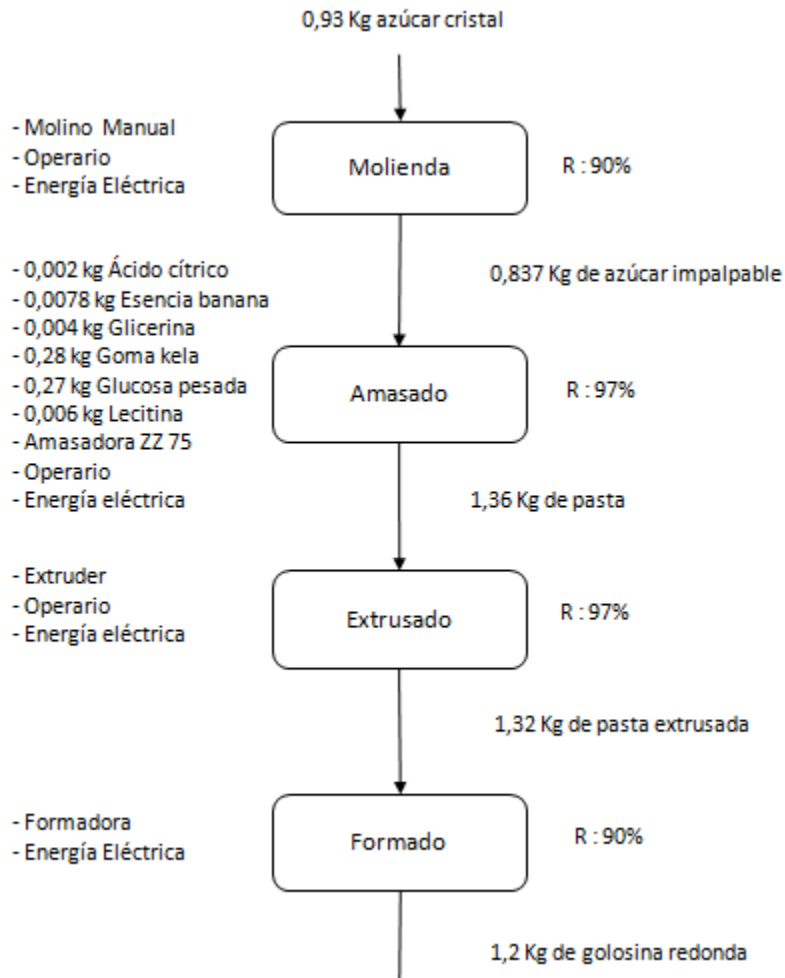 0,93 Kg azúcar cristal
- Molino  Manual
- Operario
- Energía Eléctrica
Molienda
R : 90%
0,837 Kg de azúcar impalpable
- 0,002 kg Ácido cítrico
- 0,0078 kg Esencia banana
- 0,004 kg Glicerina
- 0,28 kg Goma kela
- 0,27 kg Glucosa pesada
- 0,006 kg Lecitina
- Amasadora ZZ 75
- Operario
- Energía eléctrica
Amasado
R : 97%
1,36 Kg de pasta
- Extruder
- Operario
- Energía eléctrica
Extrusado
R : 97%
1,32 Kg de pasta extrusada
- Formadora
- Energía Eléctrica
Formado
R : 90%
1,2 Kg de golosina redonda